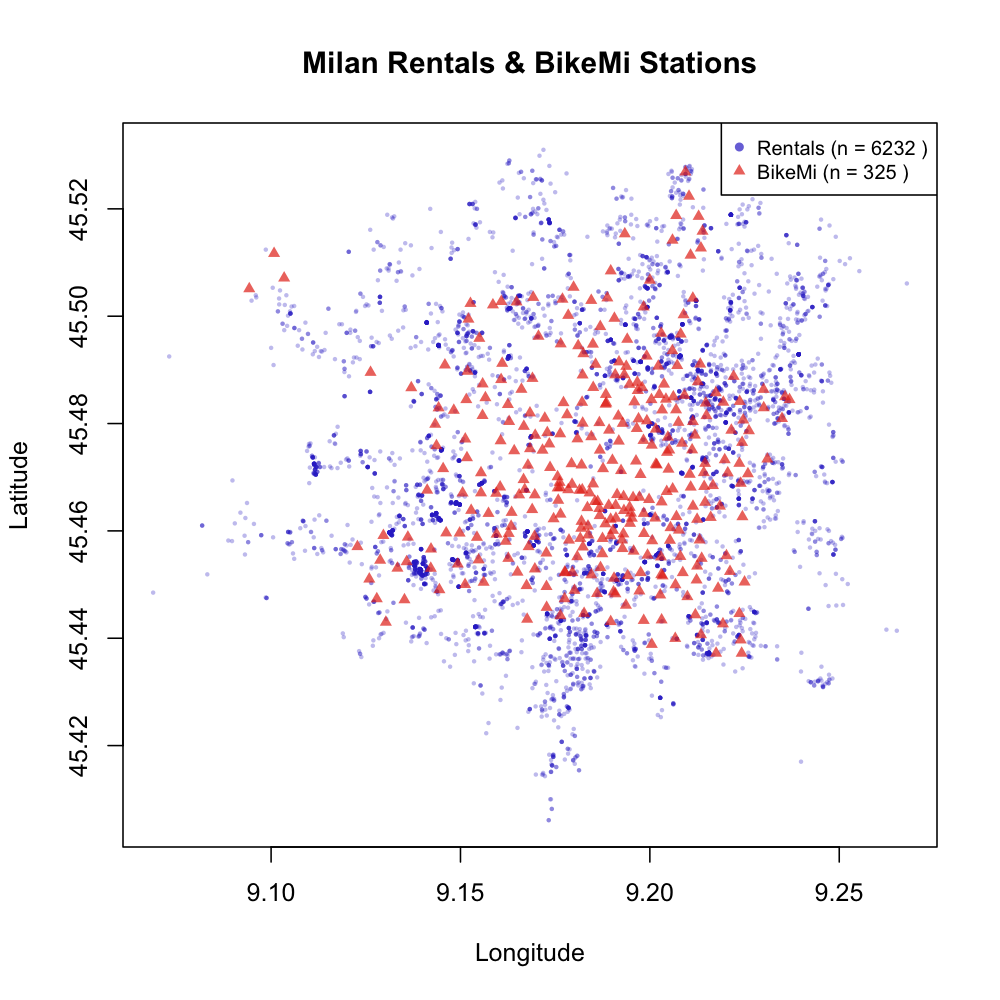 Milan Rentals & BikeMi Stations
Rentals (n = 6232 )
BikeMi (n = 325 )
Latitude
45.52
45.50
45.48
45.46
45.44
45.42
9.10
9.15
9.20
9.25
Longitude